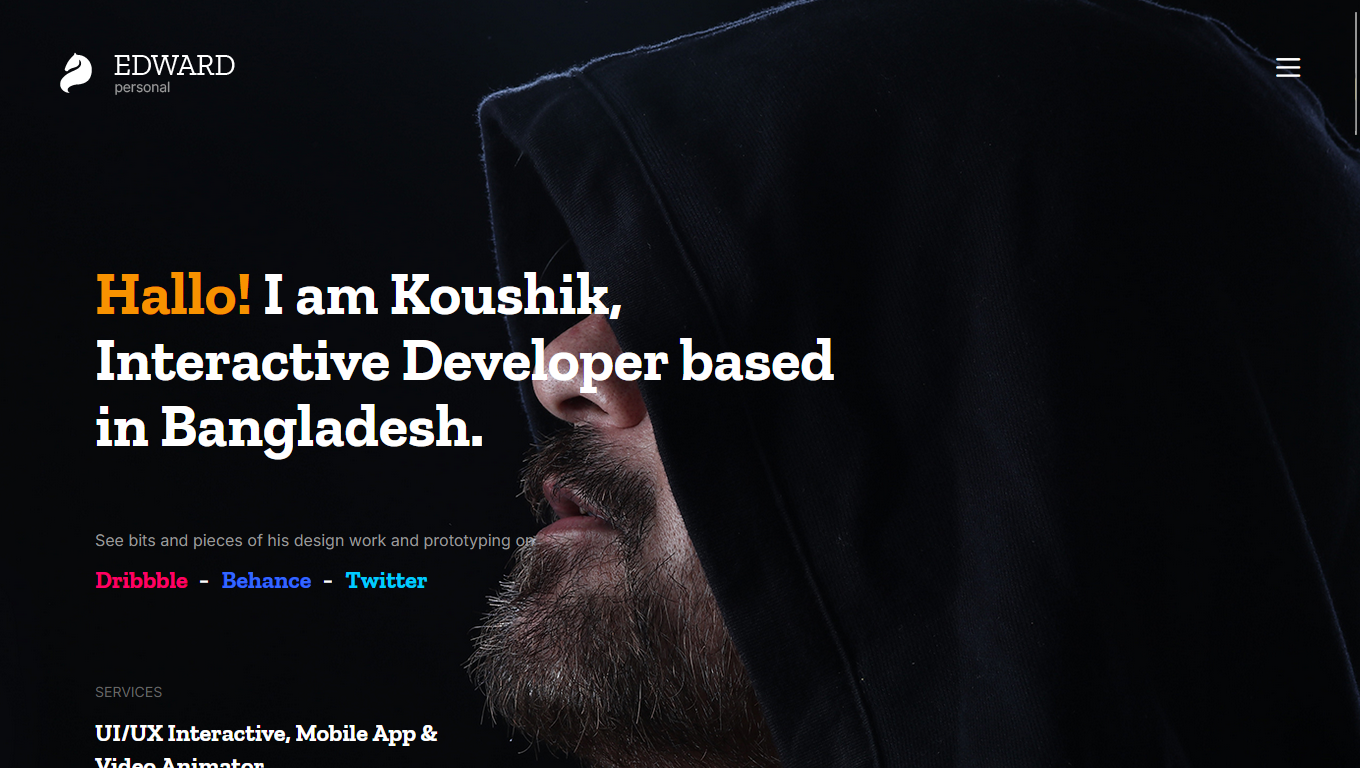 EDWARD
personal
Hallo! I am Koushik,
Interactive Developer based
in Bangladesh.
See bits and pieces of his design work and prototyping on
Dribbble - Behance - Twitter
SERVICES
UI/UX Interactive, Mobile App &
Video Animator